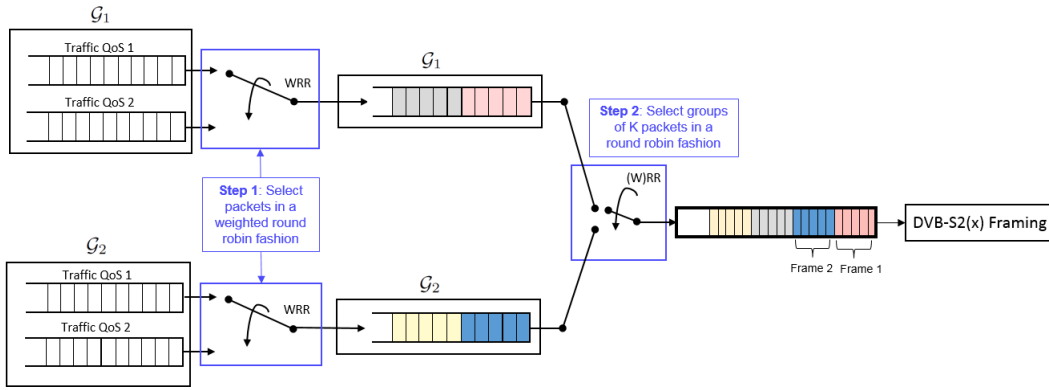 𝒢₁
Traffic QoS 1
Traffic QoS 2
WRR
𝒢₁
Step 2: Select groups
of K packets in a
round robin fashion
Step 1: Select
packets in a
weighted round
robin fashion
(W)RR
DVB-S2(x) Framing
Frame 2
Frame 1
𝒢₂
Traffic QoS 1
Traffic QoS 2
WRR
𝒢₂